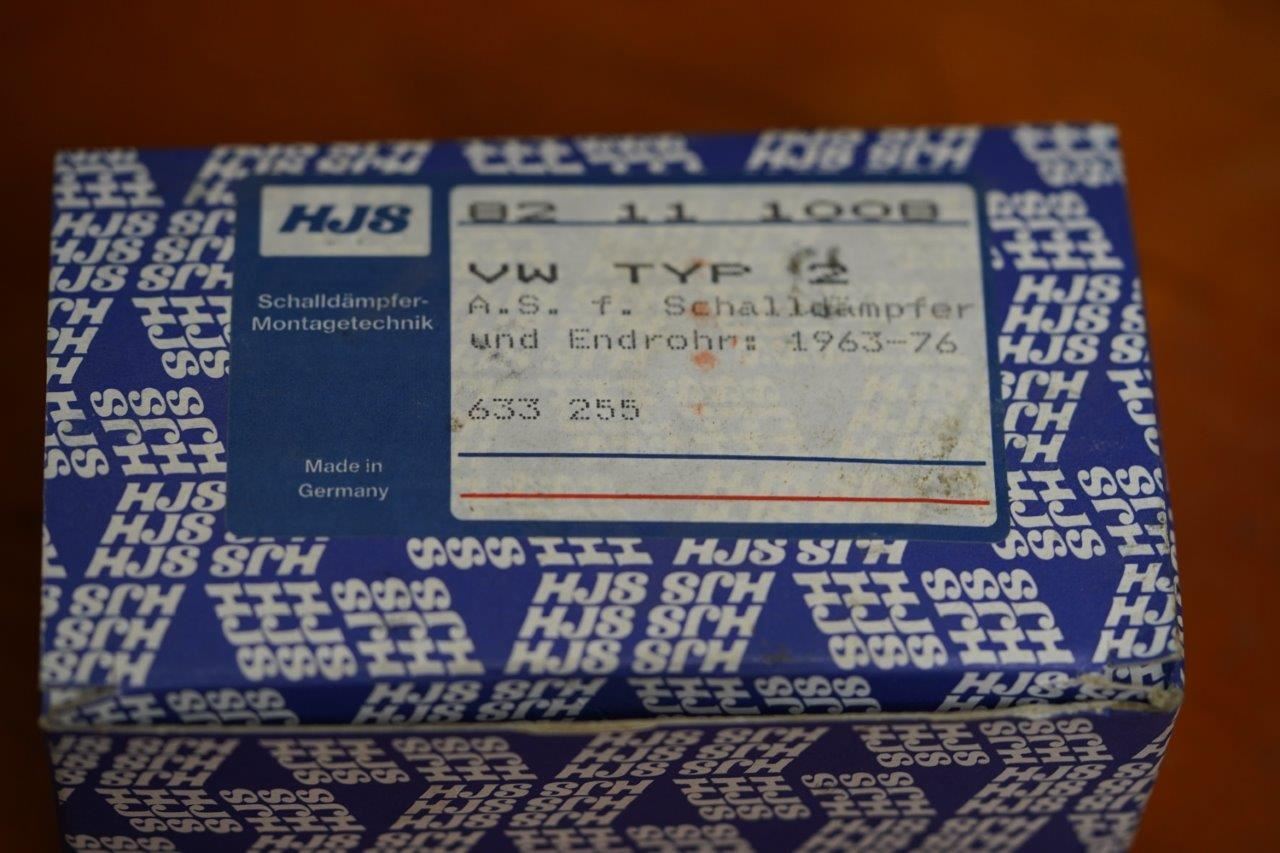 HJS
Schalldämpfer-
Montagetechnik
Made in
Germany
82 11 1008
VW TYP 2
A.S. f. Schalldämpfer
und Endrohr: 1963-76
633 255